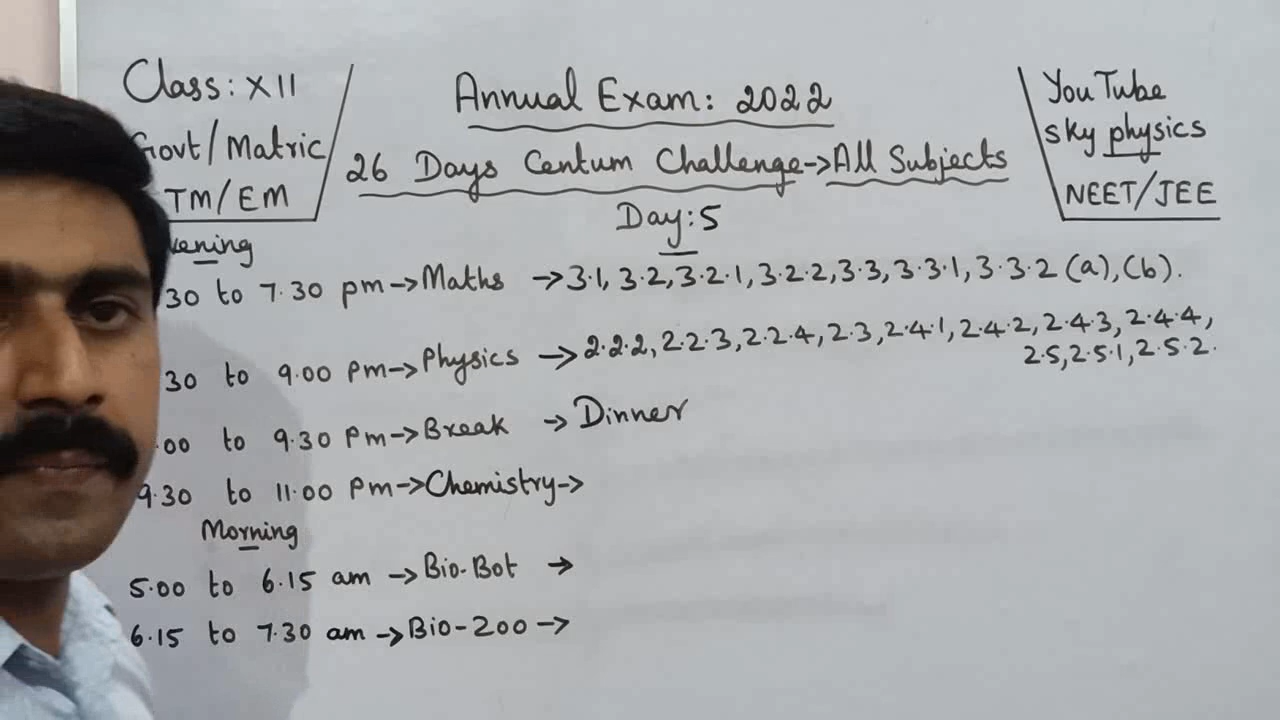 Class: XII
Govt/Matric
TM/EM
Annual Exam: 2022
26 Days Centum Challenge->All Subjects
Day: 5
YouTube
sky physics
NEET/JEE
Evening
30 to 7.30 pm->Maths ->3.1, 3.2, 3.2.1, 3.2.2, 3.3, 3.3.1, 3.3.2 (a), (b).
30 to 9.00 pm->Physics ->2.2.2, 2.2.3, 2.2.4, 2.3, 2.4.1, 2.4.2, 2.4.3, 2.4.4,
2.5, 2.5.1, 2.5.2.
.00 to 9.30 Pm->Break ->Dinner
9.30 to 11.00 Pm->Chemistry->
Morning
5.00 to 6.15 am ->Bio-Bot ->
6.15 to 7.30 am ->Bio-Zoo->